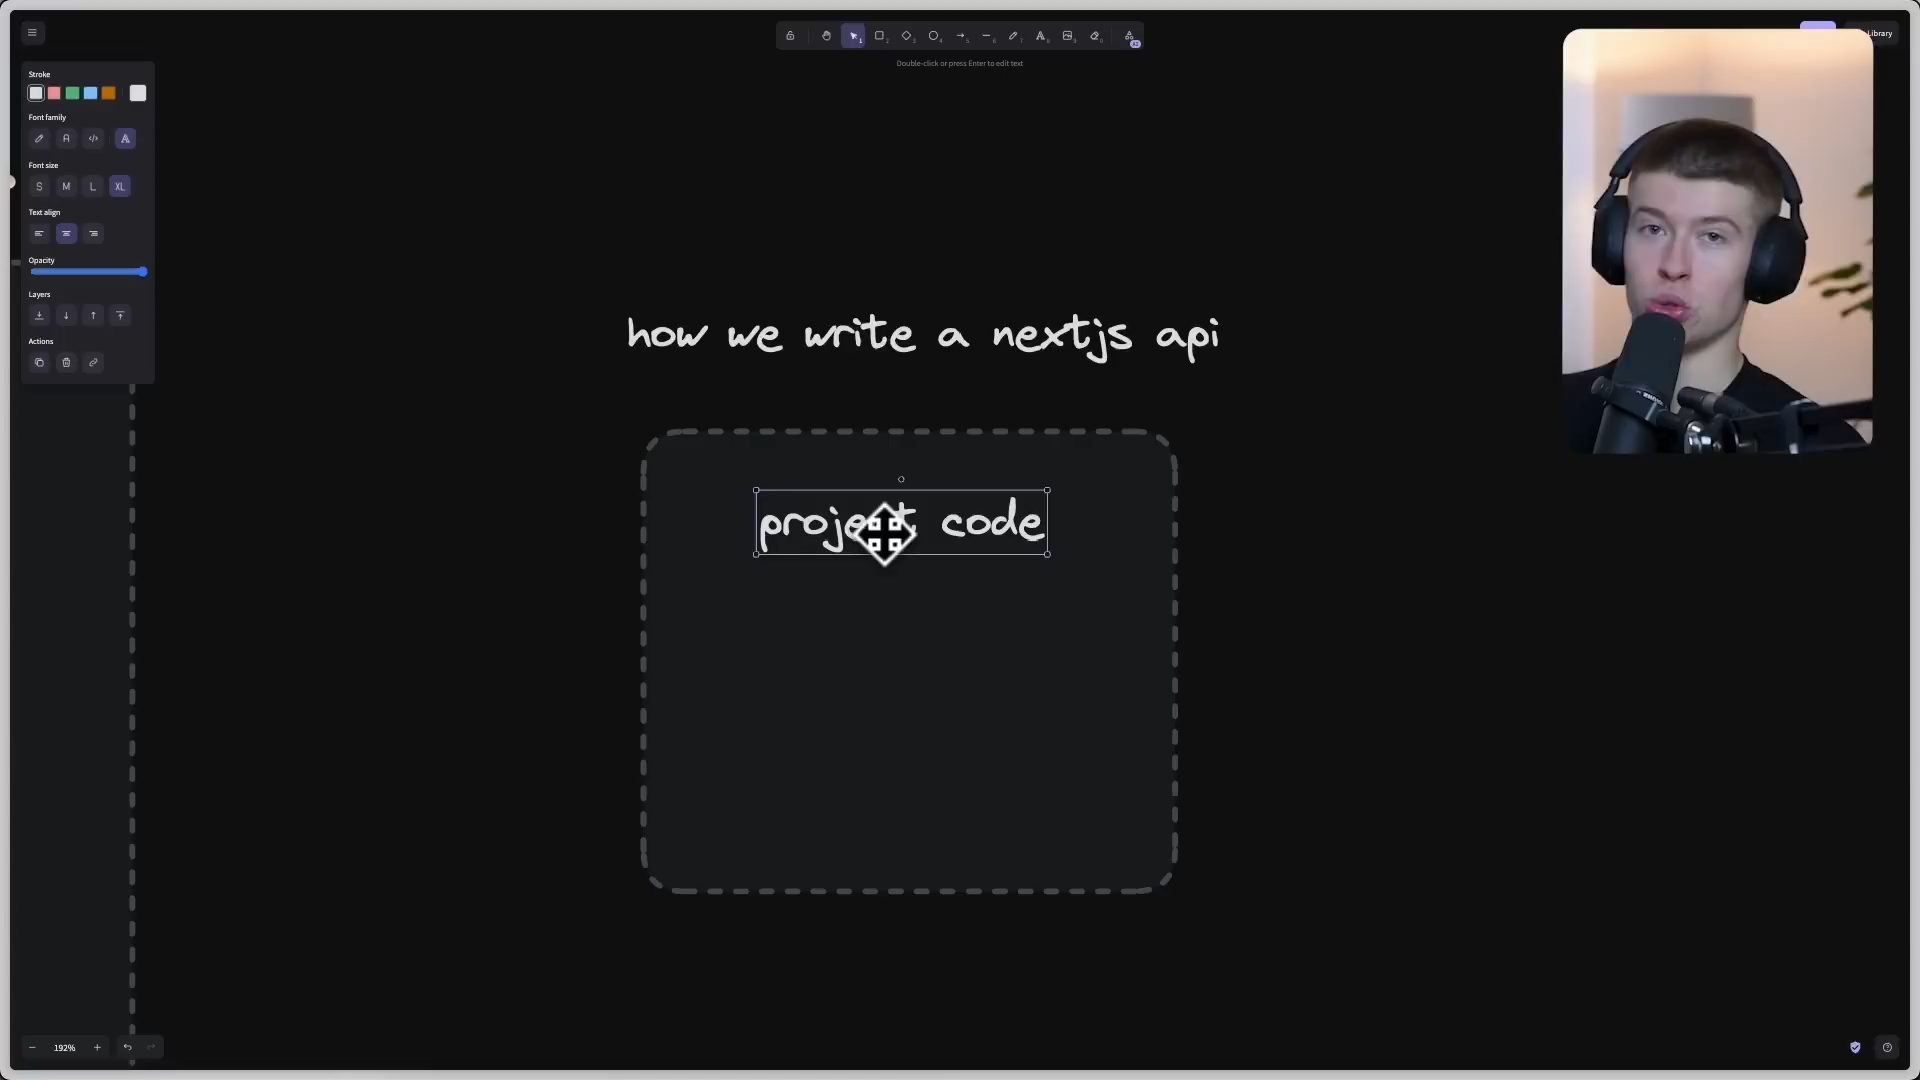 Library
Double-click or press Enter to edit text
Stroke
Font family
Font size
S M L XL
Text align
Opacity
Layers
Actions
how we write a nextjs api
project code
192%